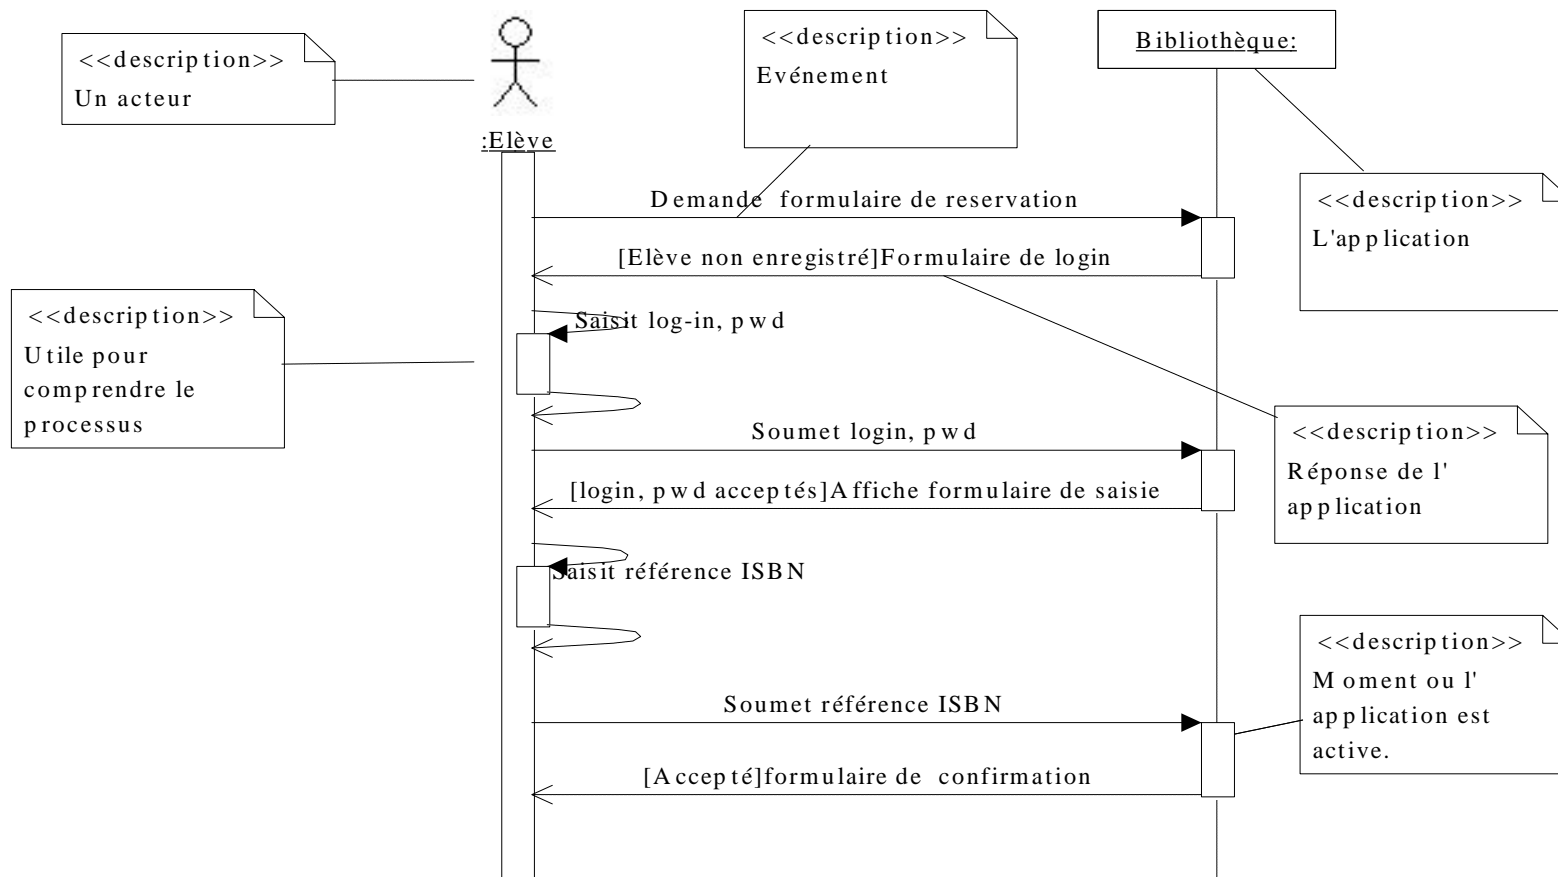 <<description>>
Un acteur
<<description>>
Evénement
Bibliothèque:
:Elève
<<description>>
L'application
Demande formulaire de reservation
[Elève non enregistré]Formulaire de login
<<description>>
Utile pour
comprendre le
processus
Saisit log-in, pwd
Soumet login, pwd
<<description>>
Réponse de l'
application
[login, pwd acceptés]Affiche formulaire de saisie
Saisit référence ISBN
<<description>>
Moment ou l'
application est
active.
Soumet référence ISBN
[Accepté]formulaire de confirmation